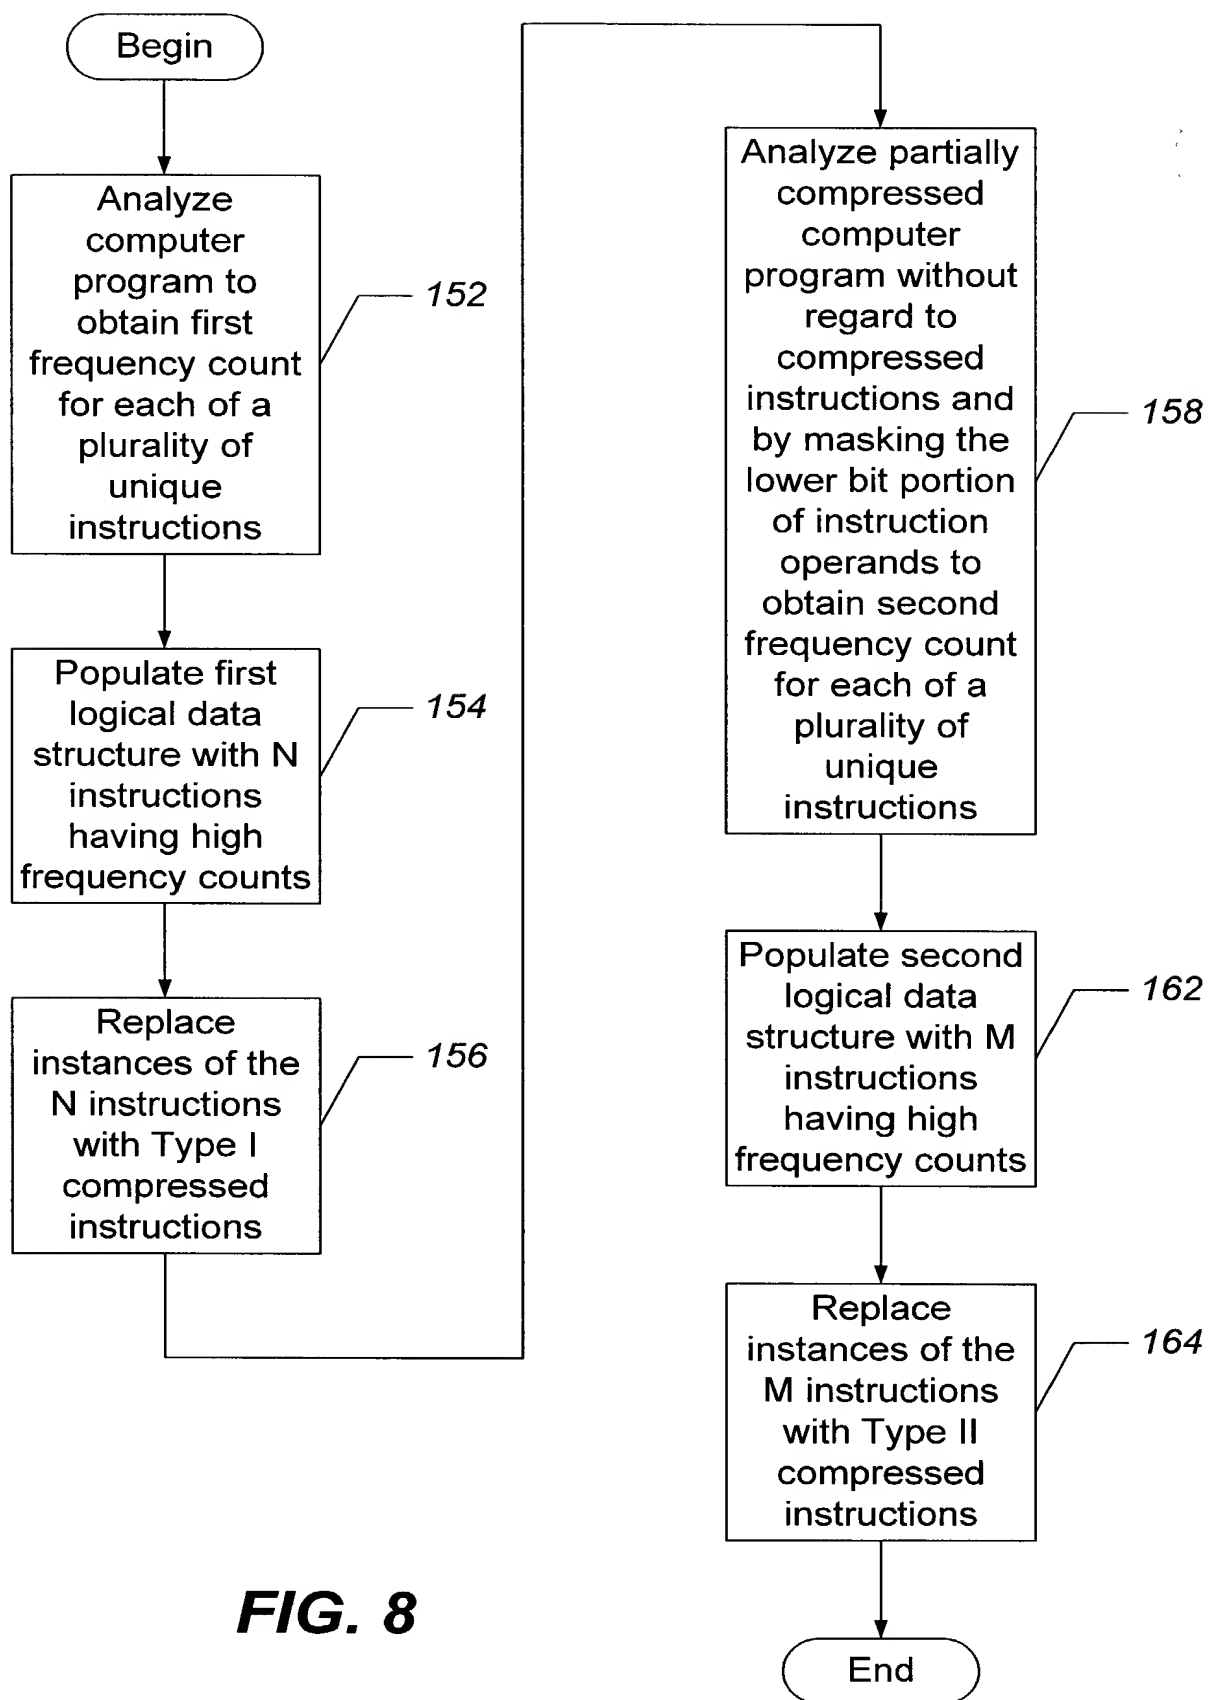 Begin
Analyze
computer
program to
obtain first
frequency count
for each of a
plurality of
unique
instructions
152
Populate first
logical data
structure with N
instructions
having high
frequency counts
154
Replace
instances of the
N instructions
with Type I
compressed
instructions
156
Analyze partially
compressed
computer
program without
regard to
compressed
instructions and
by masking the
lower bit portion
of instruction
operands to
obtain second
frequency count
for each of a
plurality of
unique
instructions
158
Populate second
logical data
structure with M
instructions
having high
frequency counts
162
Replace
instances of the
M instructions
with Type II
compressed
instructions
164
End
FIG. 8